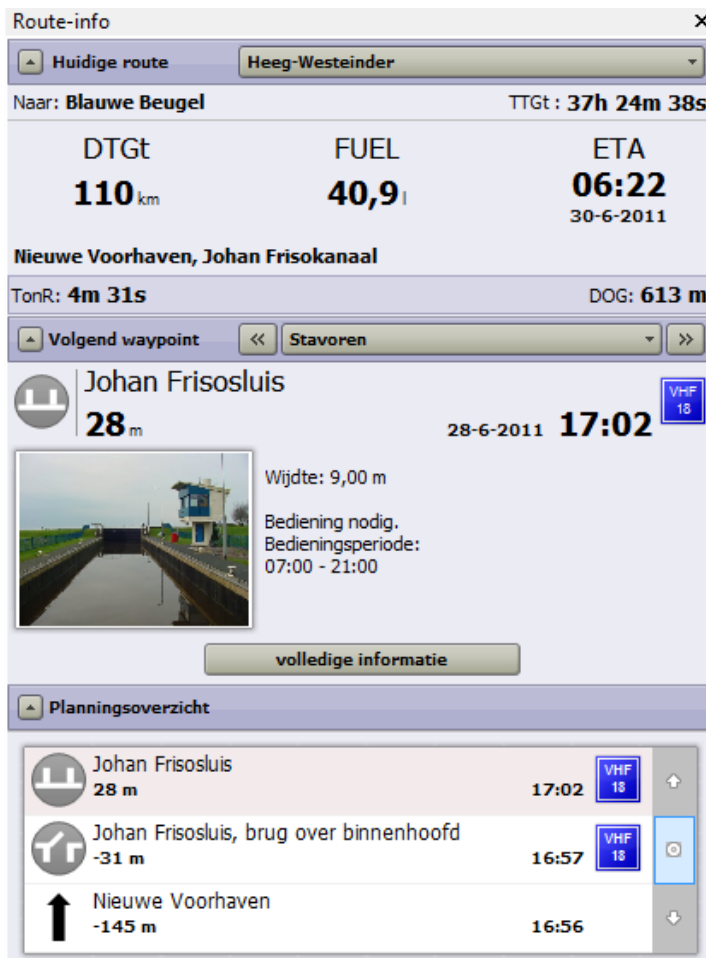 Route-info
Huidige route Heeg-Westeinder
Naar: Blauwe Beugel TTGt : 37h 24m 38s
DTGt FUEL ETA
110 km 40,9 l 06:22
30-6-2011
Nieuwe Voorhaven, Johan Frisokanaal
TonR: 4m 31s DOG: 613 m
Volgend waypoint << Stavoren >>
Johan Frisosluis
28 m 28-6-2011 17:02
VHF
18
Wijdte: 9,00 m
Bediening nodig.
Bedieningsperiode:
07:00 - 21:00
volledige informatie
Planningsoverzicht
Johan Frisosluis
28 m 17:02
VHF
18
Johan Frisosluis, brug over binnenhoofd
-31 m 16:57
VHF
18
Nieuwe Voorhaven
-145 m 16:56